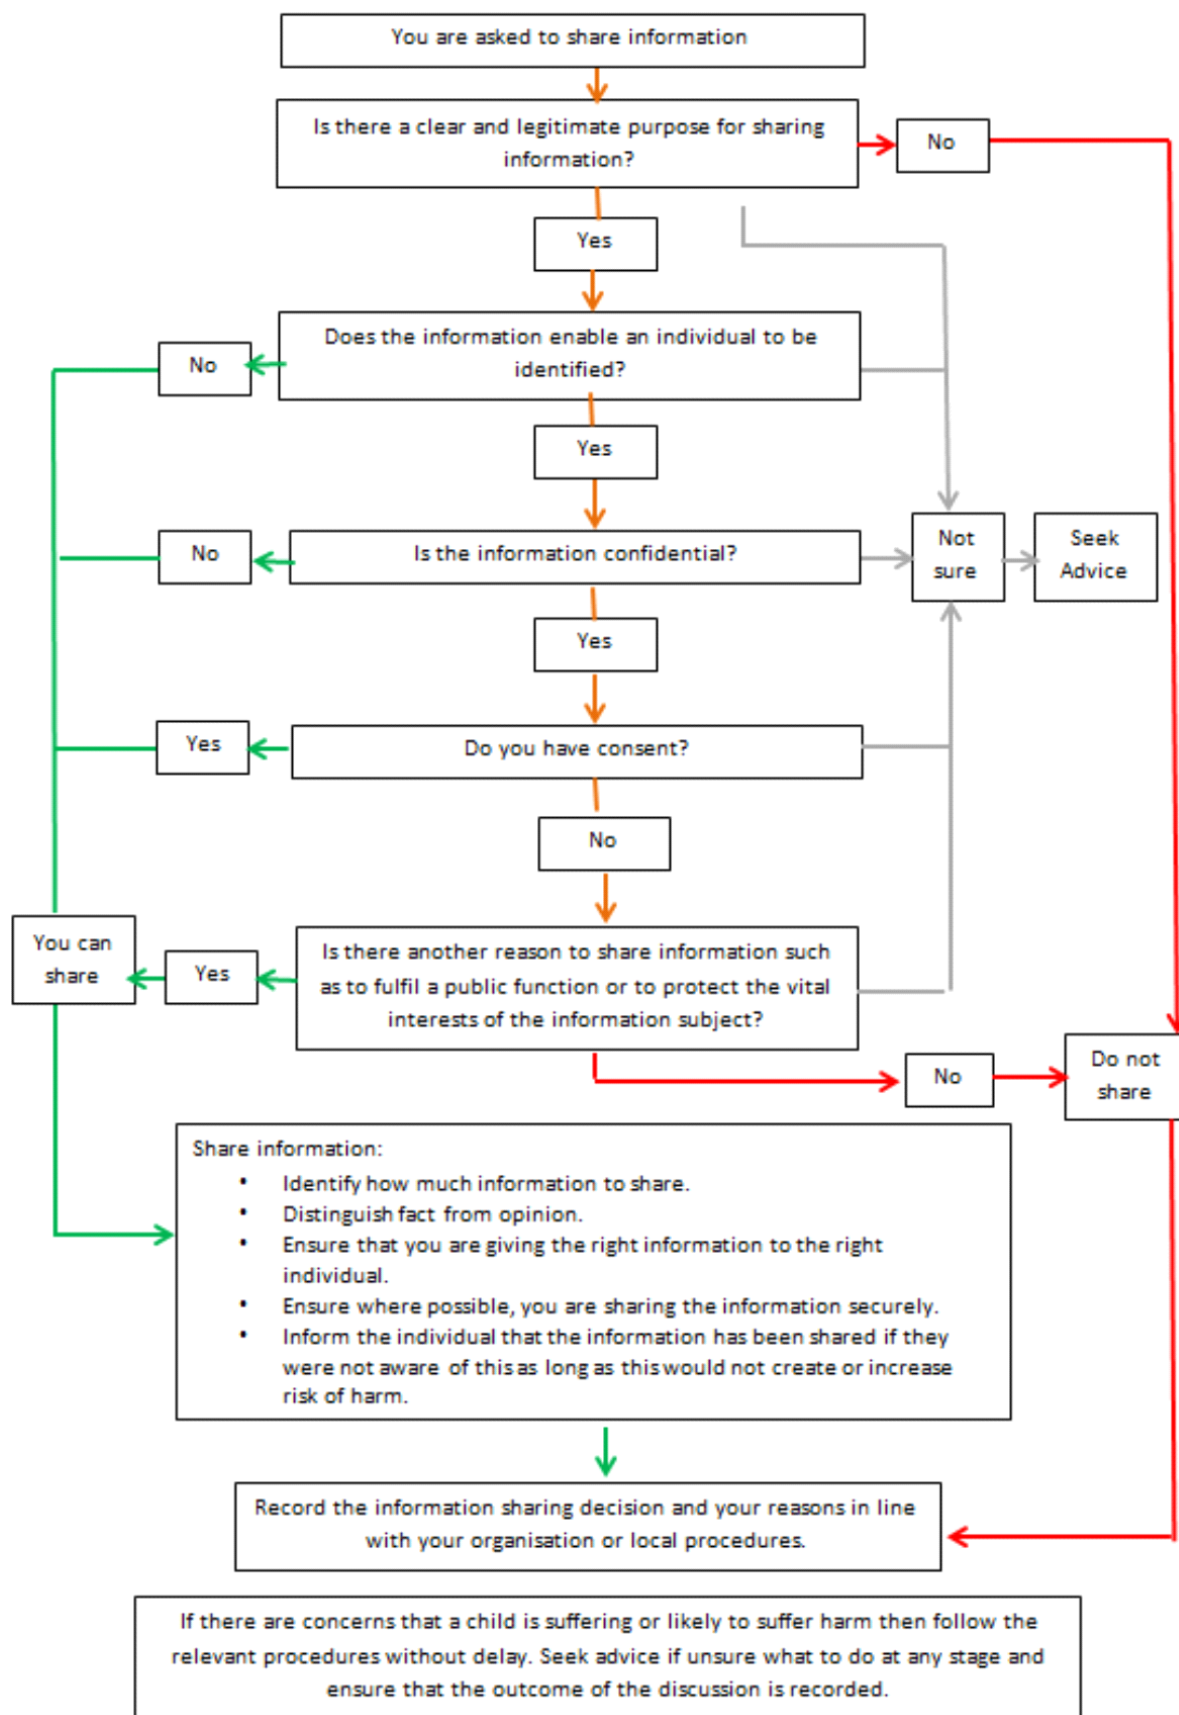 You are asked to share information
Is there a clear and legitimate purpose for sharing
information?
No
Yes
Does the information enable an individual to be
identified?
No
Yes
Is the information confidential?
No
Not
sure
Seek
Advice
Yes
Do you have consent?
Yes
No
You can
share
Yes
Is there another reason to share information such
as to fulfil a public function or to protect the vital
interests of the information subject?
No
Do not
share
Share information:
• Identify how much information to share.
• Distinguish fact from opinion.
• Ensure that you are giving the right information to the right
individual.
• Ensure where possible, you are sharing the information securely.
• Inform the individual that the information has been shared if they
were not aware of this as long as this would not create or increase
risk of harm.
Record the information sharing decision and your reasons in line
with your organisation or local procedures.
If there are concerns that a child is suffering or likely to suffer harm then follow the
relevant procedures without delay. Seek advice if unsure what to do at any stage and
ensure that the outcome of the discussion is recorded.